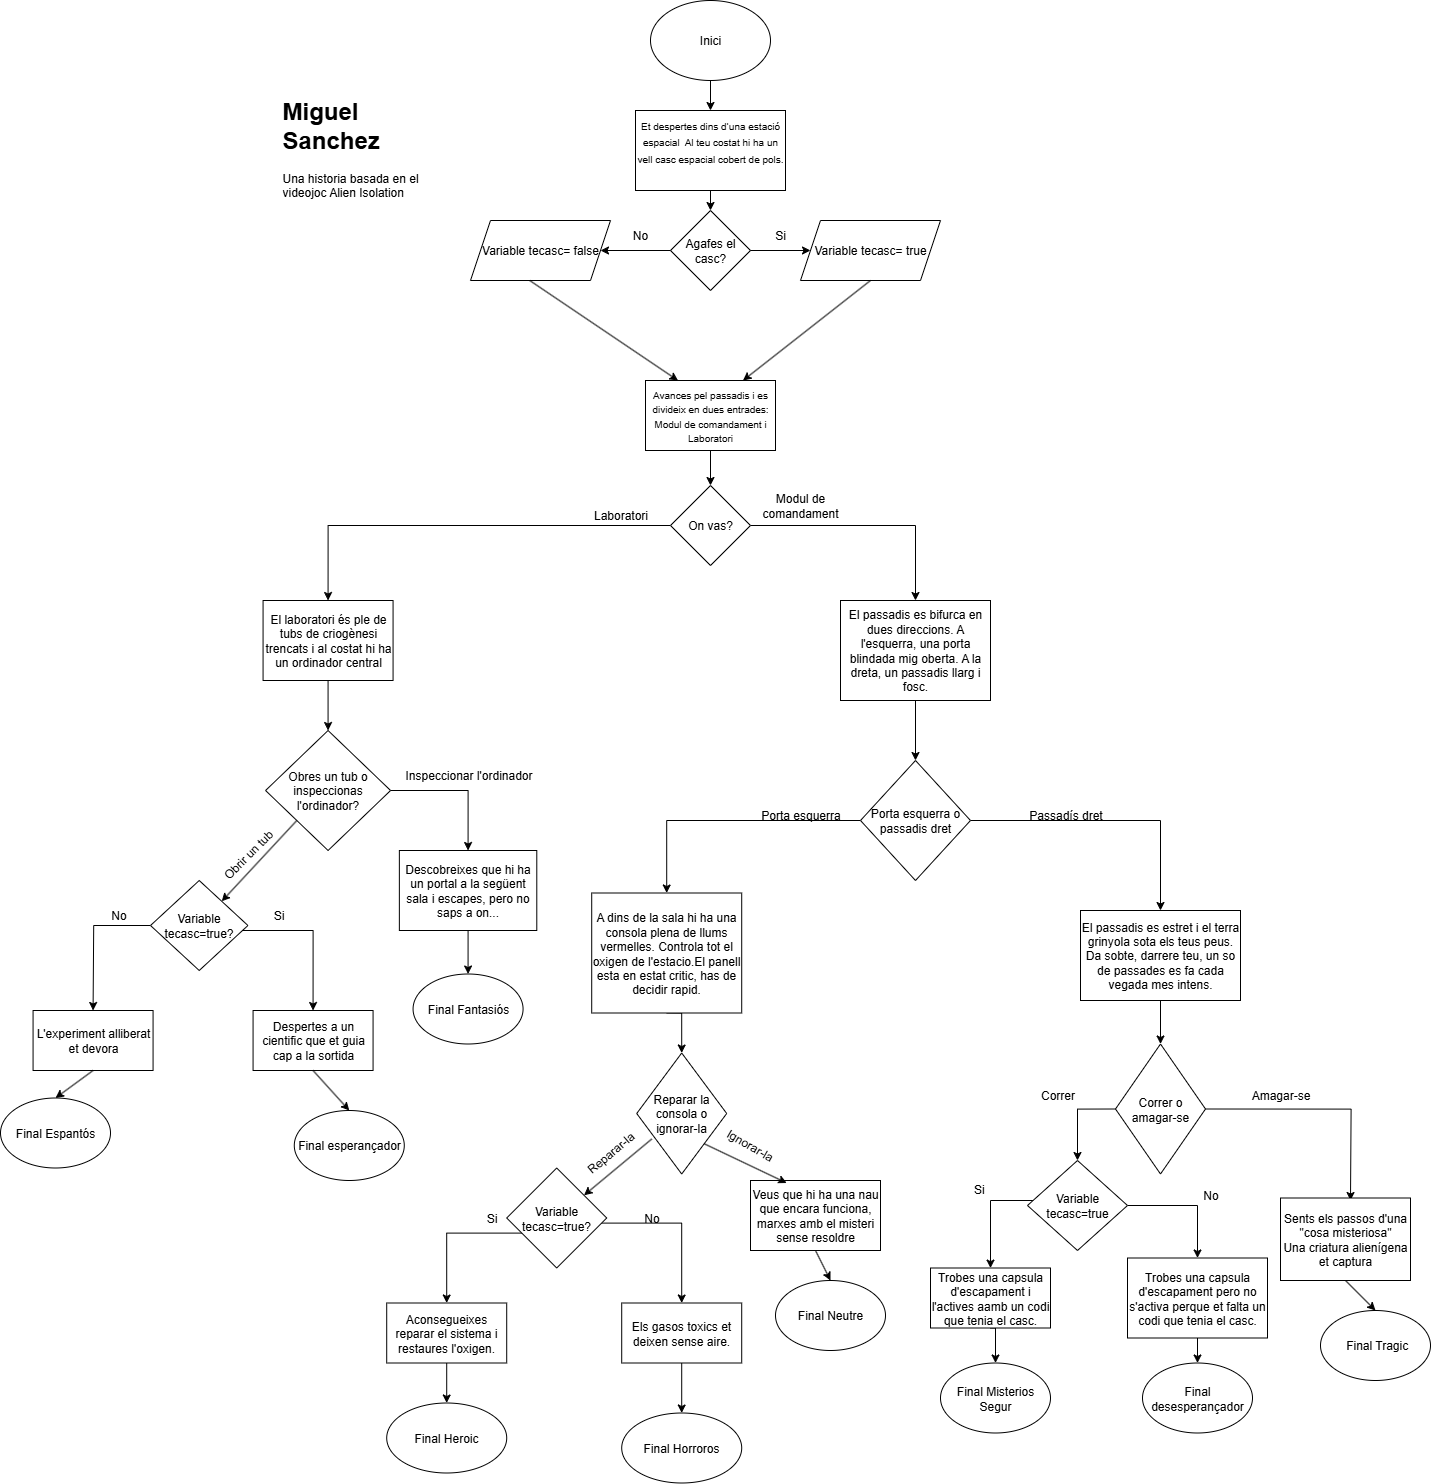 Inici
Miguel
Sanchez
Una historia basada en el
videojoc Alien Isolation
Et despertes dins d'una estació
espacial Al teu costat hi ha un
vell casc espacial cobert de pols.
Variable tecasc= false
No
Agafes el
casc?
Si
Variable tecasc= true
Avances pel passadis i es
divideix en dues entrades:
Modul de comandament i
Laboratori
Laboratori
On vas?
Modul de
comandament
El laboratori és ple de
tubs de criogènesi
trencats i al costat hi ha
un ordinador central
El passadis es bifurca en
dues direccions. A
l'esquerra, una porta
blindada mig oberta. A la
dreta, un passadis llarg i
fosc.
Obres un tub o
inspeccionas
l'ordinador?
Inspeccionar l'ordinador
Obrir un tub
Descobreixes que hi ha
un portal a la següent
sala i escapes, pero no
saps a on...
Final Fantasiós
No
Variable
tecasc=true?
Si
L'experiment alliberat
et devora
Despertes a un
cientific que et guia
cap a la sortida
Final Espantós
Final esperançador
Porta esquerra
Porta esquerra o
passadis dret
Passadís dret
A dins de la sala hi ha una
consola plena de llums
vermelles. Controla tot el
oxigen de l'estacio.El panell
esta en estat critic, has de
decidir rapid.
El passadis es estret i el terra
grinyola sota els teus peus.
Da sobte, darrere teu, un so
de passades es fa cada
vegada mes intens.
Reparar la
consola o
ignorar-la
Reparar-la
Ignorar-la
Si
Variable
tecasc=true?
No
Veus que hi ha una nau
que encara funciona,
marxes amb el misteri
sense resoldre
Final Neutre
Aconsegueixes
reparar el sistema i
restaures l'oxigen.
Els gasos toxics et
deixen sense aire.
Final Heroic
Final Horroros
Correr
Correr o
amagar-se
Amagar-se
Si
Variable
tecasc=true
No
Trobes una capsula
d'escapament i
l'actives aamb un codi
que tenia el casc.
Trobes una capsula
d'escapament pero no
s'activa perque et falta un
codi que tenia el casc.
Sents els passos d'una
"cosa misteriosa"
Una criatura alienígena
et captura
Final Misterios
Segur
Final
desesperançador
Final Tragic